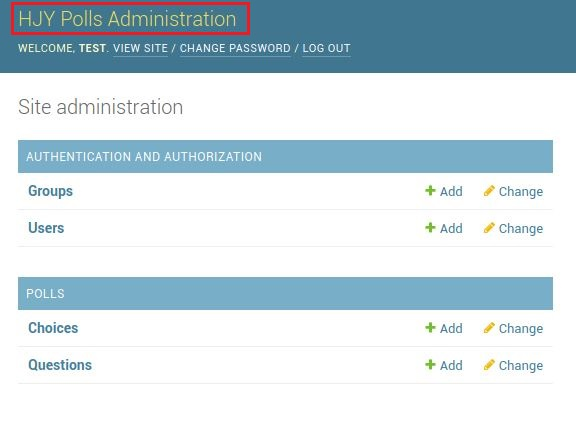 HJY Polls Administration
WELCOME, TEST. VIEW SITE / CHANGE PASSWORD / LOG OUT
Site administration
AUTHENTICATION AND AUTHORIZATION
Groups Add Change
Users Add Change
POLLS
Choices Add Change
Questions Add Change